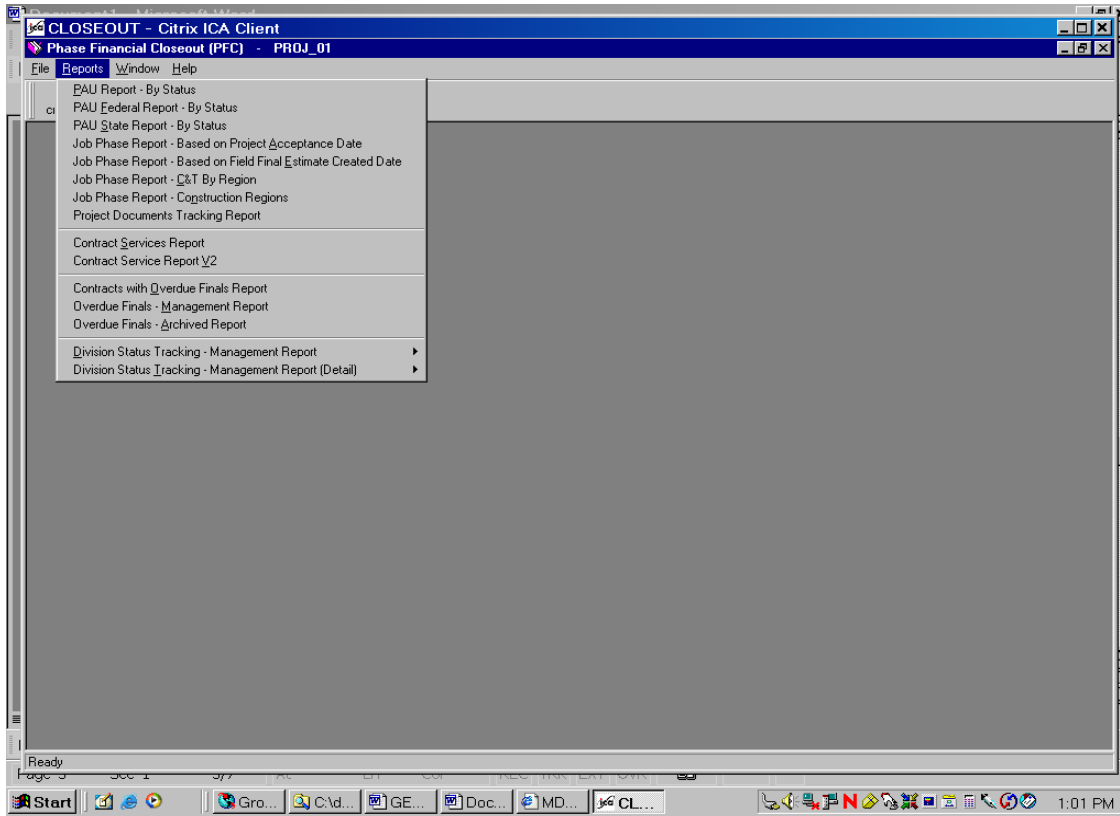 Document1 - Microsoft Word
CLOSEOUT - Citrix ICA Client
Phase Financial Closeout (PFC) - PROJ_01
File Reports Window Help
PAU Report - By Status
PAU Federal Report - By Status
PAU State Report - By Status
Job Phase Report - Based on Project Acceptance Date
Job Phase Report - Based on Field Final Estimate Created Date
Job Phase Report - C&T By Region
Job Phase Report - Construction Regions
Project Documents Tracking Report
Contract Services Report
Contract Service Report V2
Contracts with Overdue Finals Report
Overdue Finals - Management Report
Overdue Finals - Archived Report
Division Status Tracking - Management Report
Division Status Tracking - Management Report (Detail)
Ready
Start Gro... C:\d... GE... Doc... MD... CL... 1:01 PM